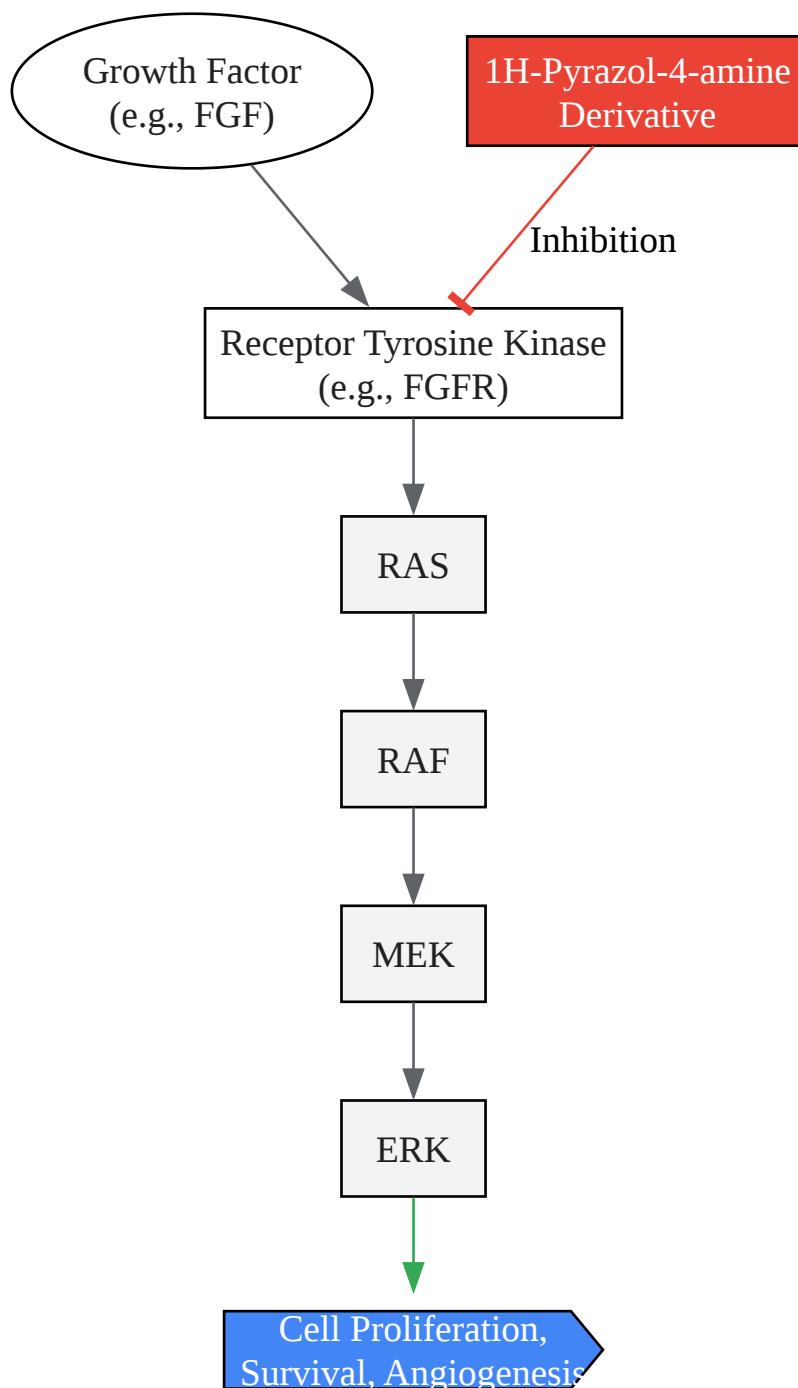 Growth Factor
(e.g., FGF)
1H-Pyrazol-4-amine
Derivative
Inhibition
Receptor Tyrosine Kinase
(e.g., FGFR)
RAS
RAF
MEK
ERK
Cell Proliferation,
Survival, Angiogenesis